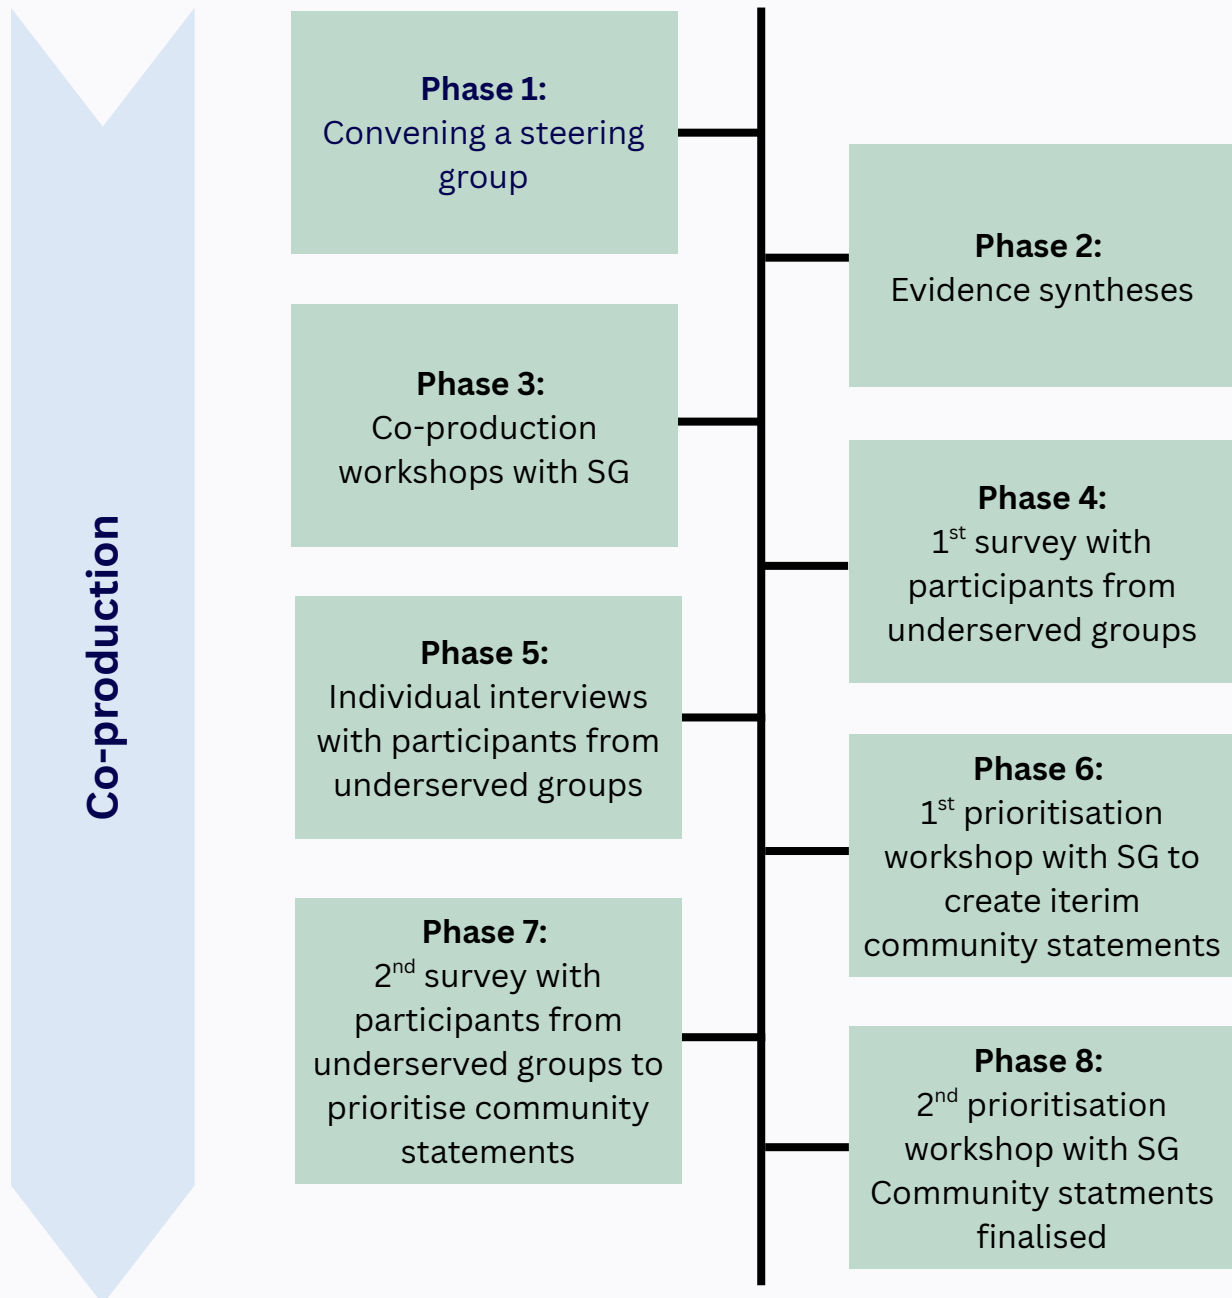 Co-production
Phase 1:
Convening a steering
group
Phase 2:
Evidence syntheses
Phase 3:
Co-production
workshops with SG
Phase 4:
1st survey with
participants from
underserved groups
Phase 5:
Individual interviews
with participants from
underserved groups
Phase 6:
1st prioritisation
workshop with SG to
create iterim
community statements
Phase 7:
2nd survey with
participants from
underserved groups to
prioritise community
statements
Phase 8:
2nd prioritisation
workshop with SG
Community statments
finalised